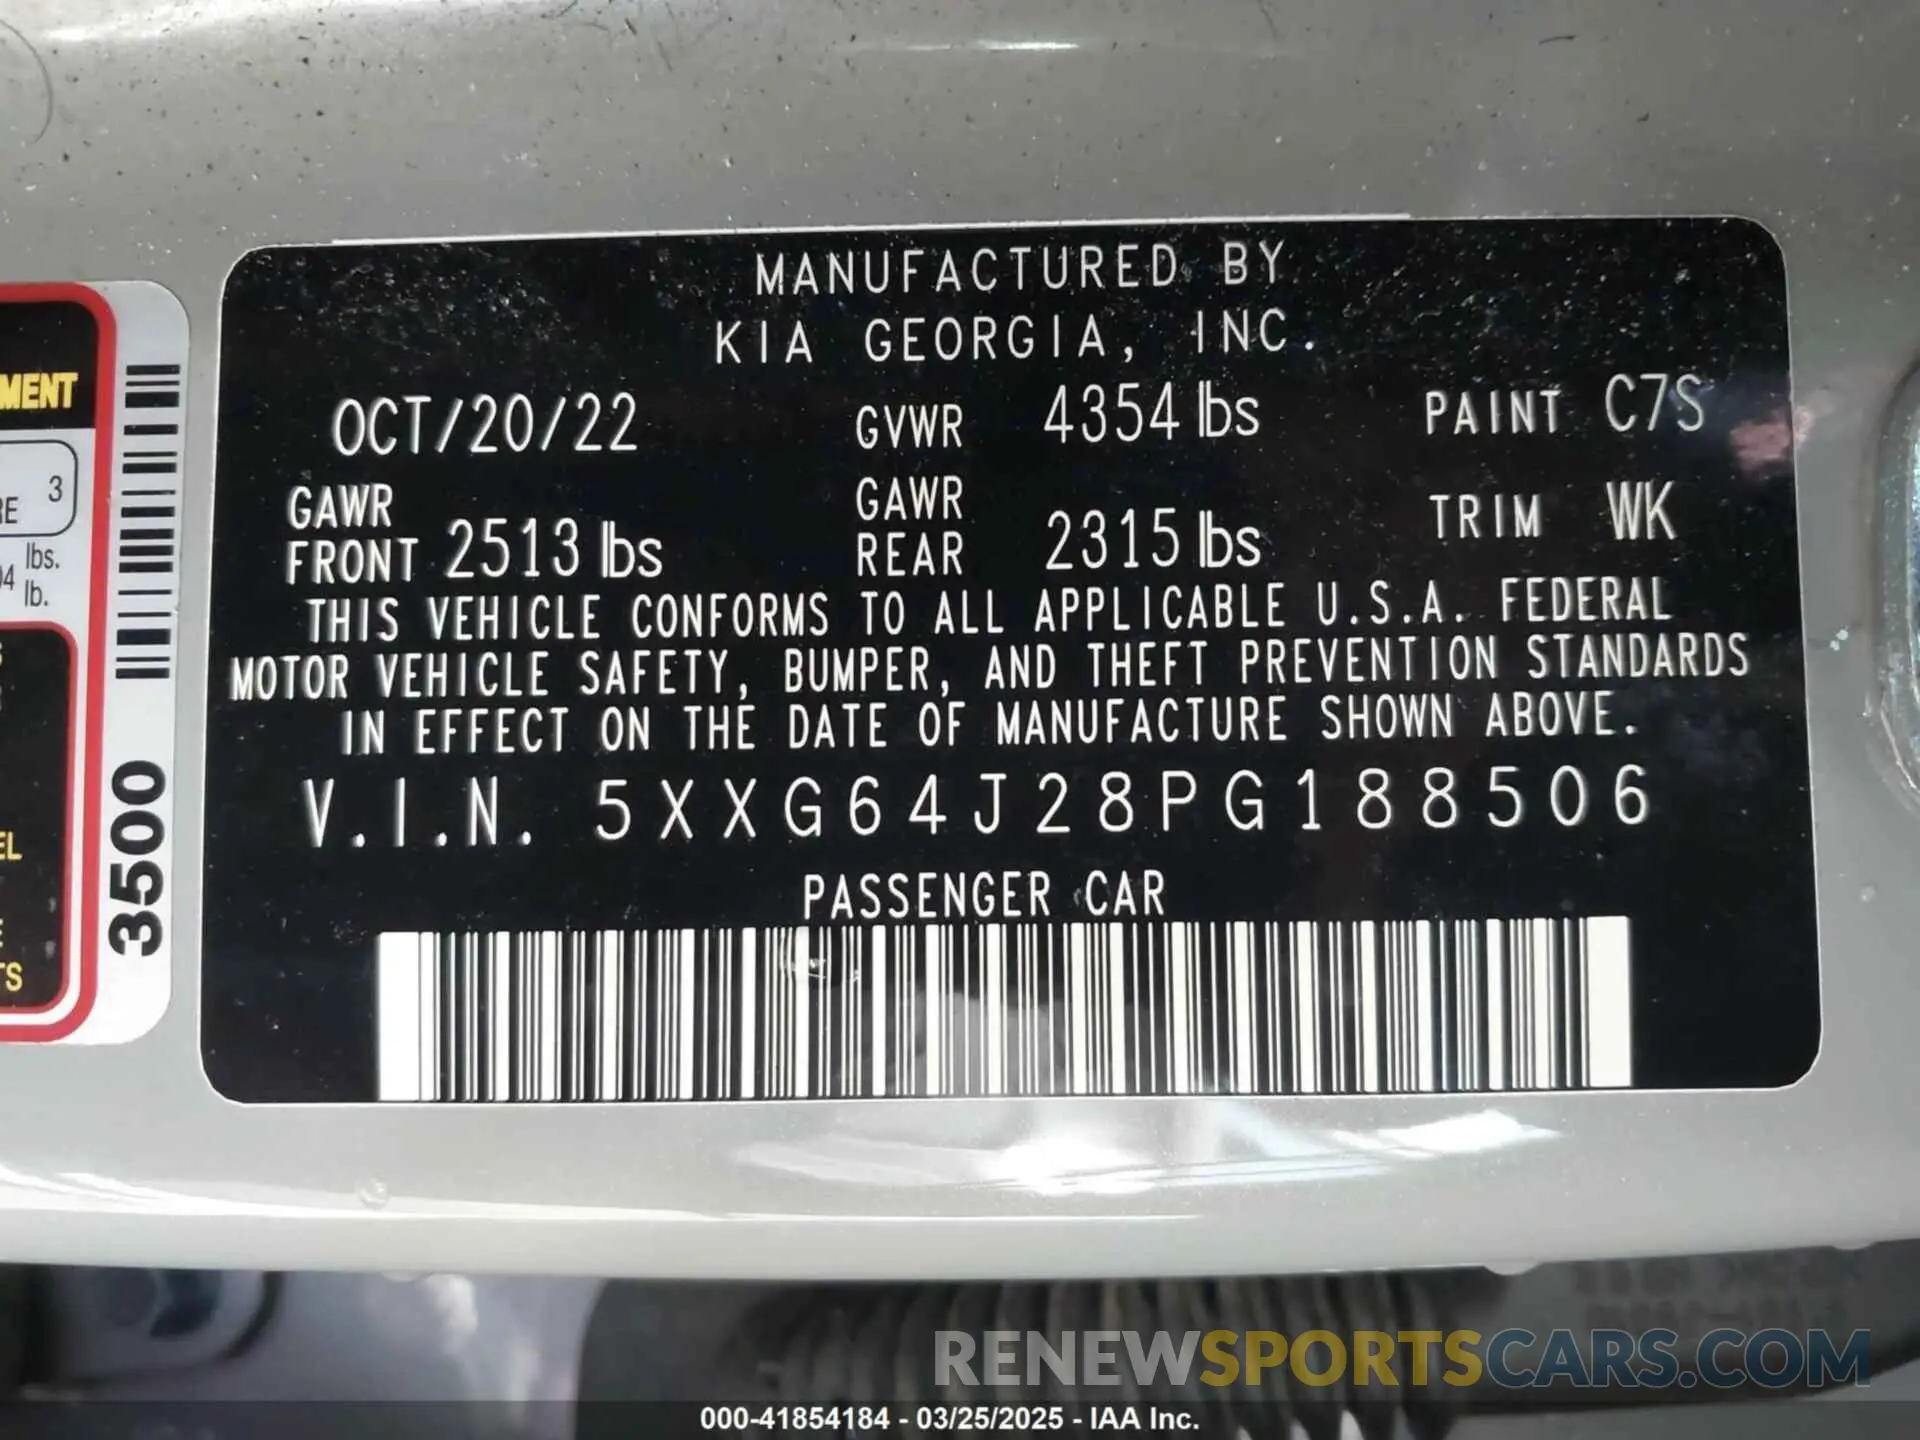 MANUFACTURED BY
KIA GEORGIA, INC.
OCT/20/22 GVWR 4354 lbs PAINT C7S
GAWR FRONT 2513 lbs GAWR REAR 2315 lbs TRIM WK
THIS VEHICLE CONFORMS TO ALL APPLICABLE U.S.A. FEDERAL
MOTOR VEHICLE SAFETY, BUMPER, AND THEFT PREVENTION STANDARDS
IN EFFECT ON THE DATE OF MANUFACTURE SHOWN ABOVE.
V.I.N. 5XXG64J28PG188506
PASSENGER CAR
3
lbs.
lb.
3500
RENEWSPORTSCARS.COM
000-41854184 - 03/25/2025 - IAA Inc.